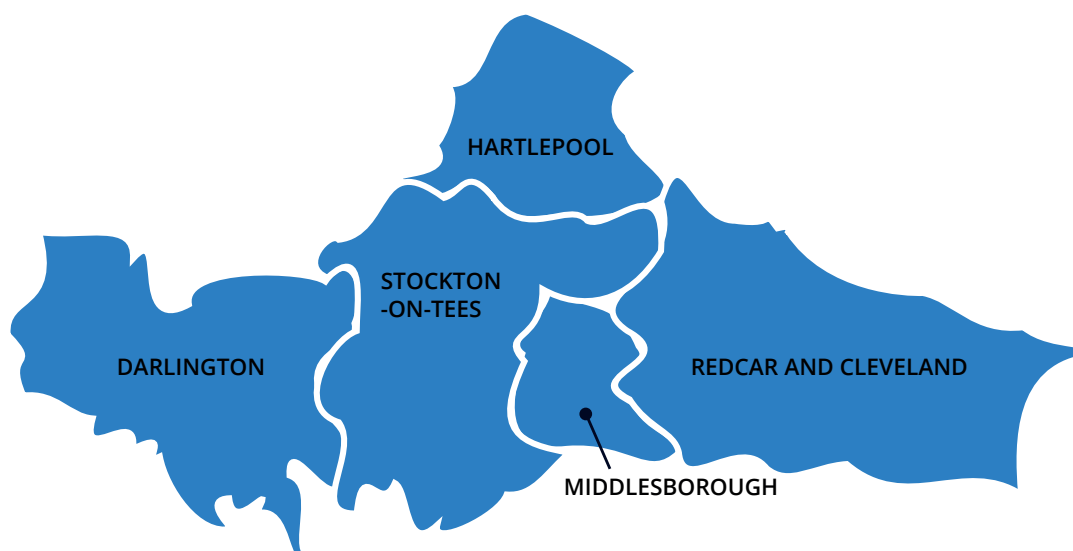 HARTLEPOOL
STOCKTON
-ON-TEES
DARLINGTON
REDCAR AND CLEVELAND
MIDDLESBOROUGH